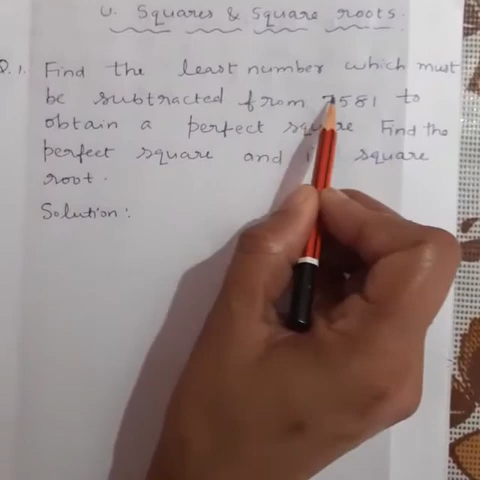 U. Squares & Square roots.
Q.1. Find the least number which must
be subtracted from 7581 to
obtain a perfect square Find the
perfect square and square
root.
Solution: